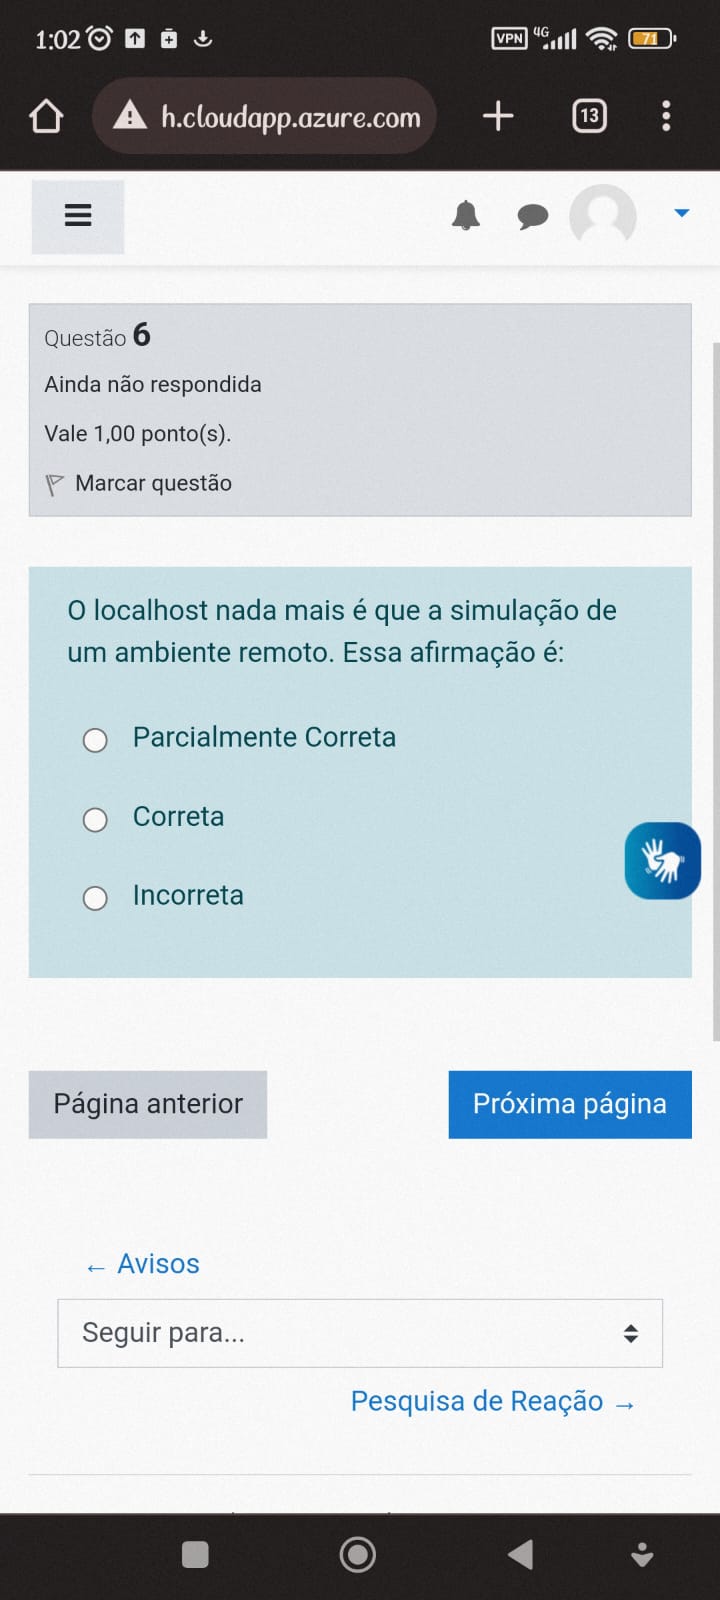 1:02
VPN 4G 71
h.cloudapp.azure.com
13
Questão 6
Ainda não respondida
Vale 1,00 ponto(s).
Marcar questão
O localhost nada mais é que a simulação de
um ambiente remoto. Essa afirmação é:
Parcialmente Correta
Correta
Incorreta
Página anterior
Próxima página
← Avisos
Seguir para...
Pesquisa de Reação →